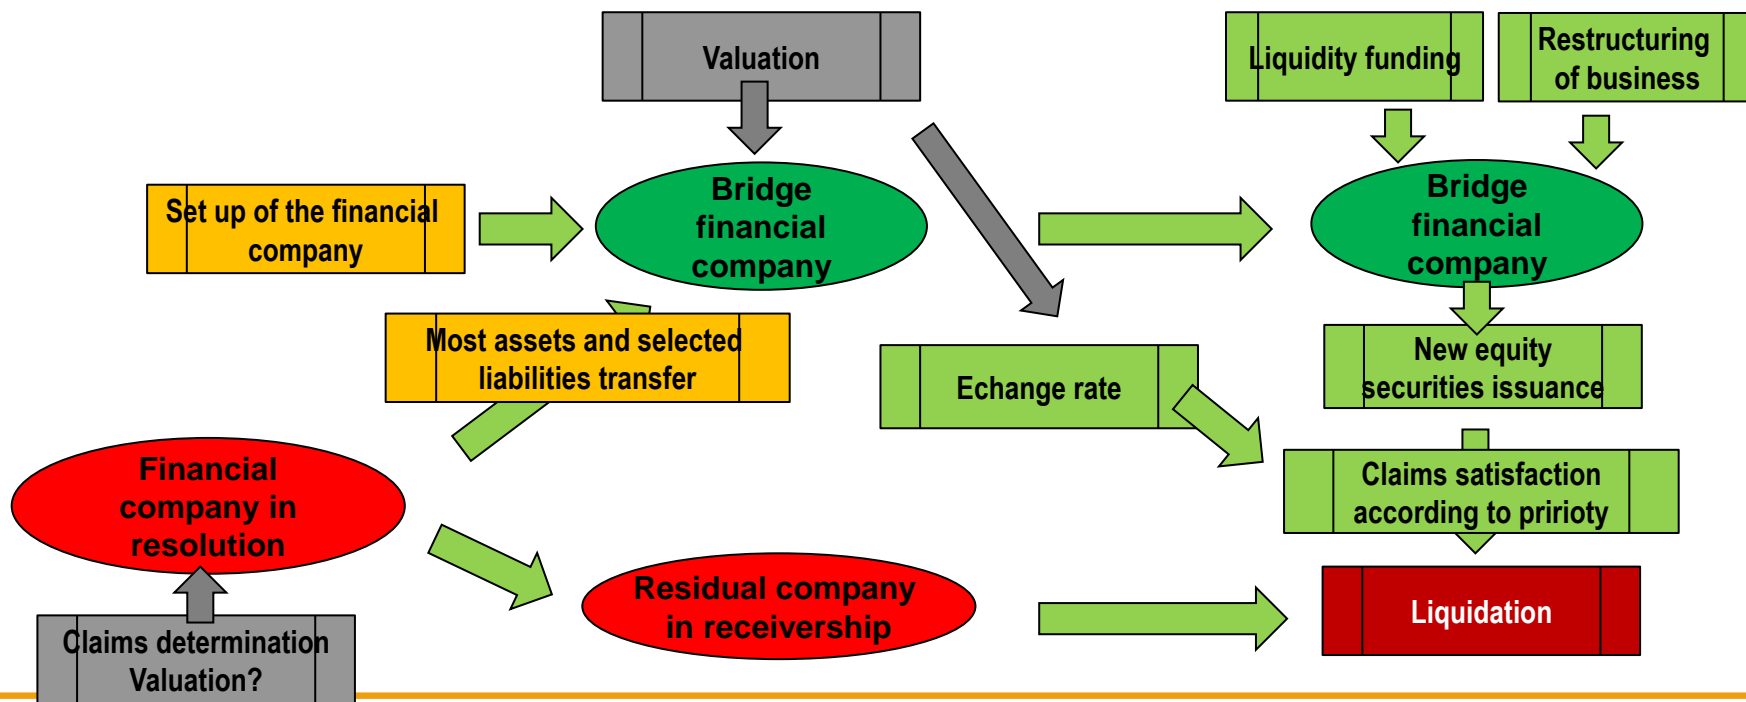 Valuation
Liquidity funding
Restructuring
of business
Set up of the financial
company
Bridge
financial
company
Bridge
financial
company
Most assets and selected
liabilities transfer
Echange rate
New equity
securities issuance
Financial
company in
resolution
Claims satisfaction
according to pririoty
Residual company
in receivership
Liquidation
Claims determination
Valuation?